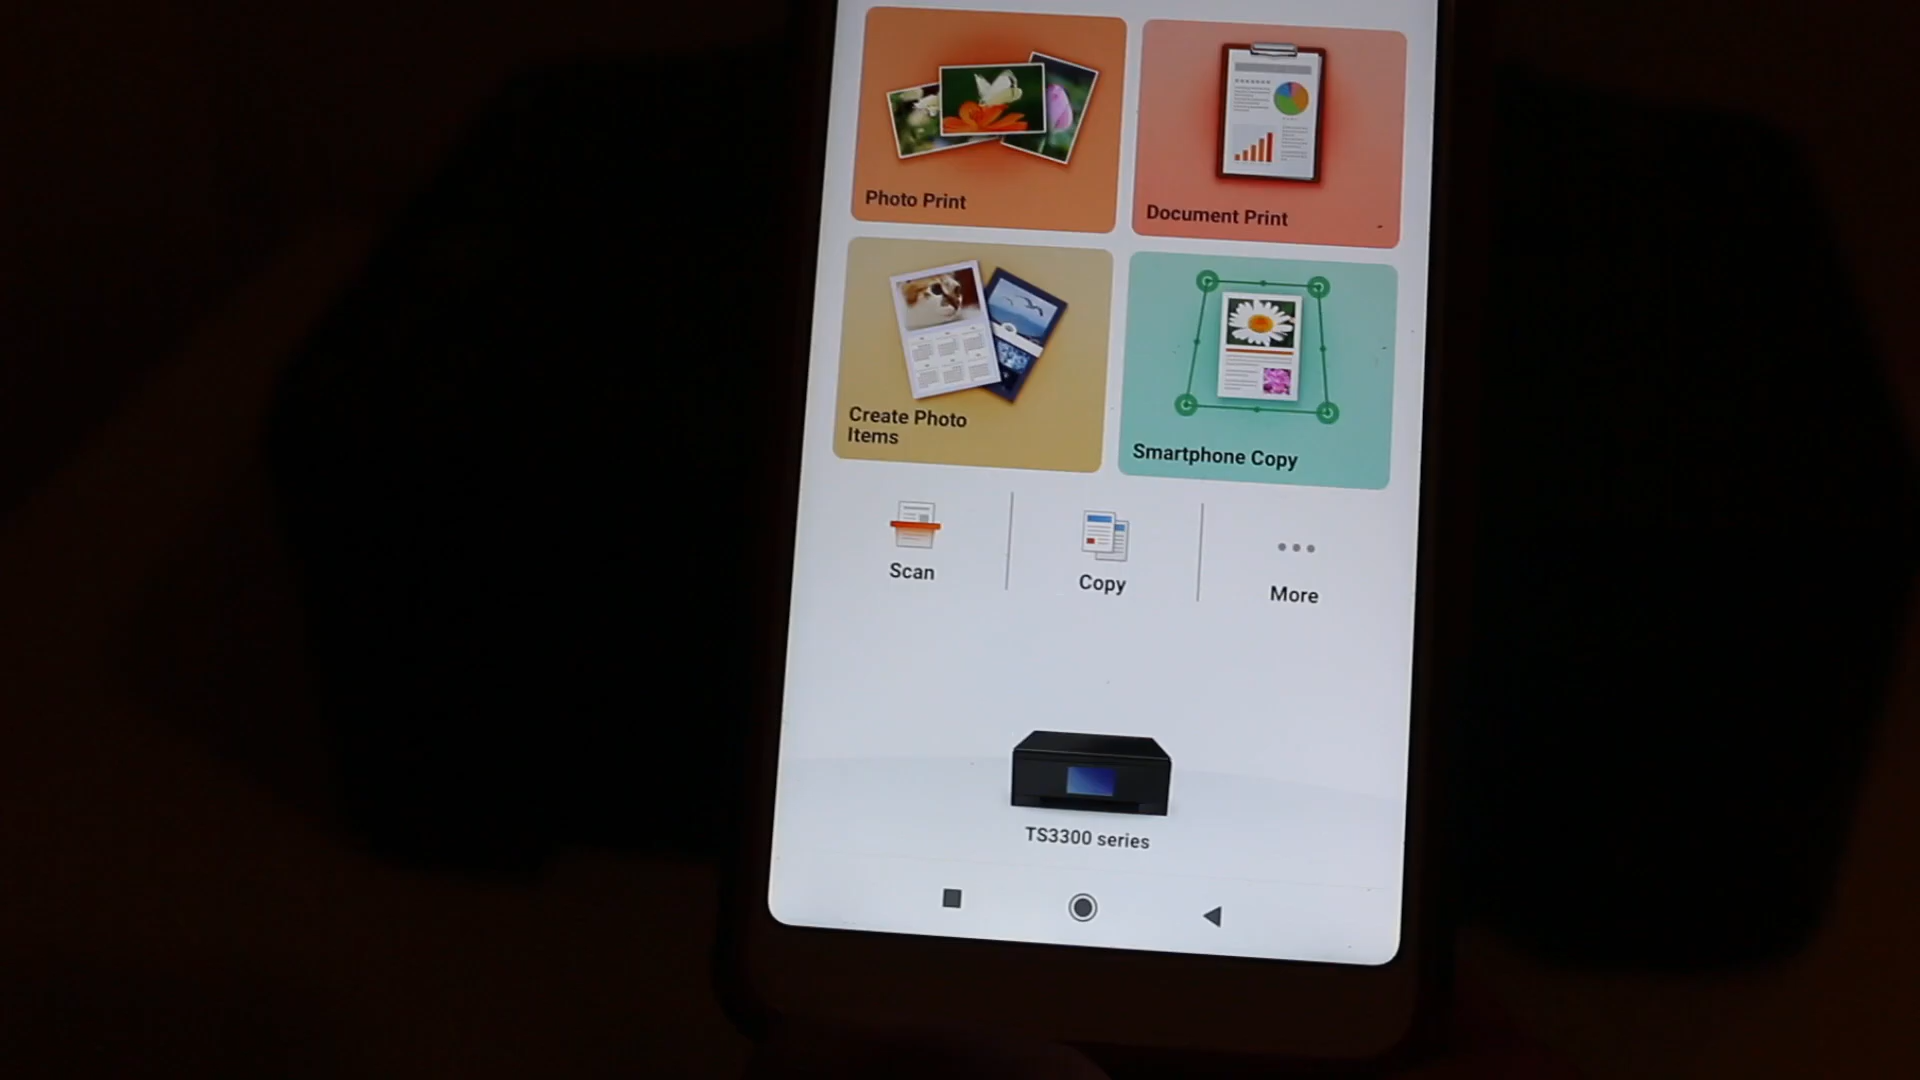 Photo Print
Document Print
Create Photo
Items
Smartphone Copy
Scan
Copy
More
TS3300 series